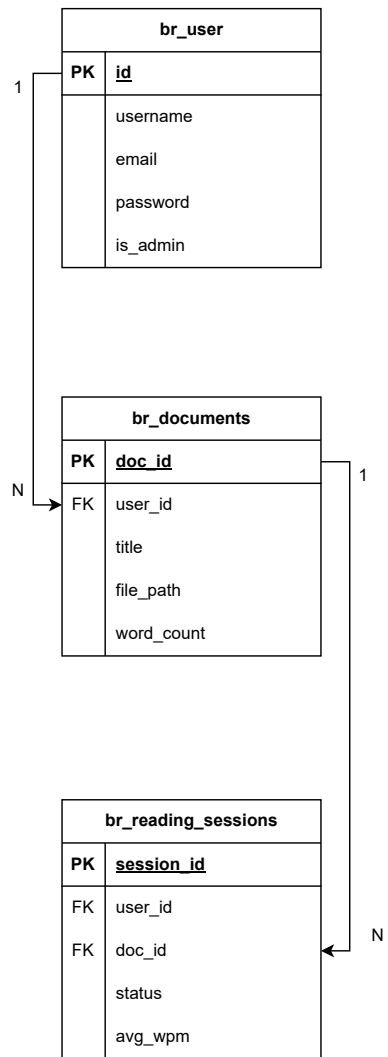 br_user
PK id
1
username
email
password
is_admin
br_documents
PK doc_id
1
N
FK user_id
title
file_path
word_count
br_reading_sessions
PK session_id
FK user_id
N
FK doc_id
status
avg_wpm